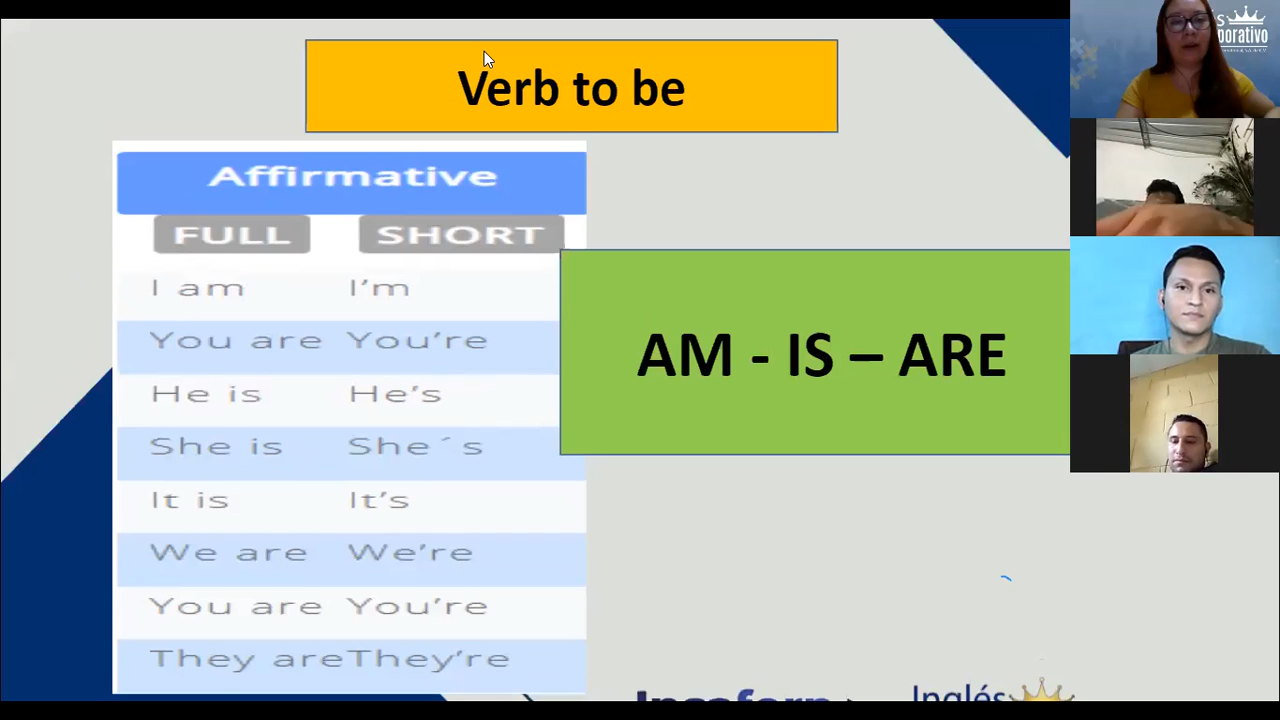 Verb to be
Affirmative
FULL SHORT
I am I'm
You are You're
He is He's
She is She´s
It is It's
We are We're
You are You're
They are They're
AM - IS – ARE
Inglés